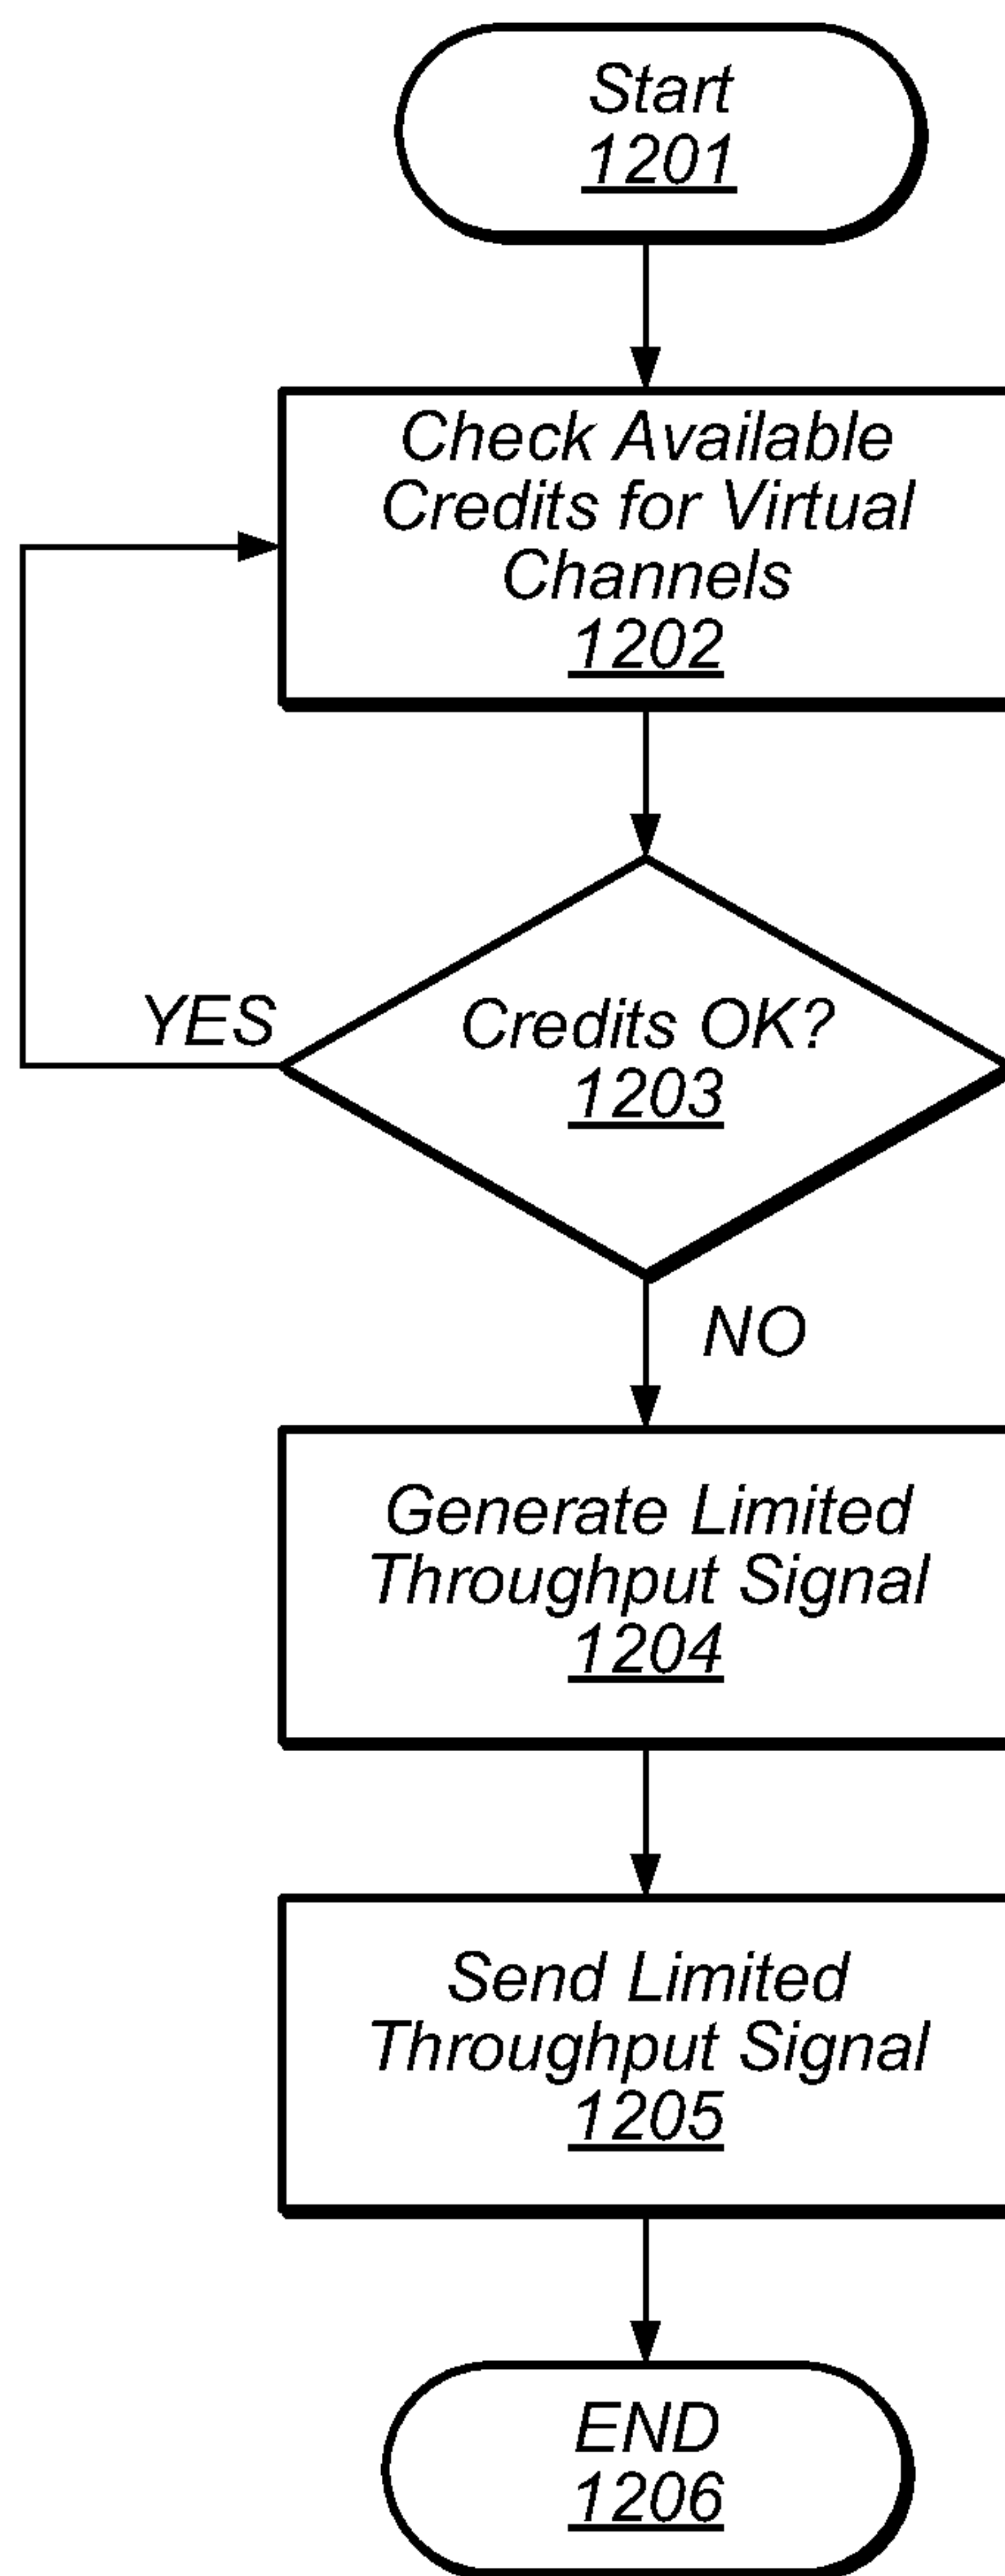 Start
1201
Check Available
Credits for Virtual
Channels
1202
YES
Credits OK?
1203
NO
Generate Limited
Throughput Signal
1204
Send Limited
Throughput Signal
1205
END
1206